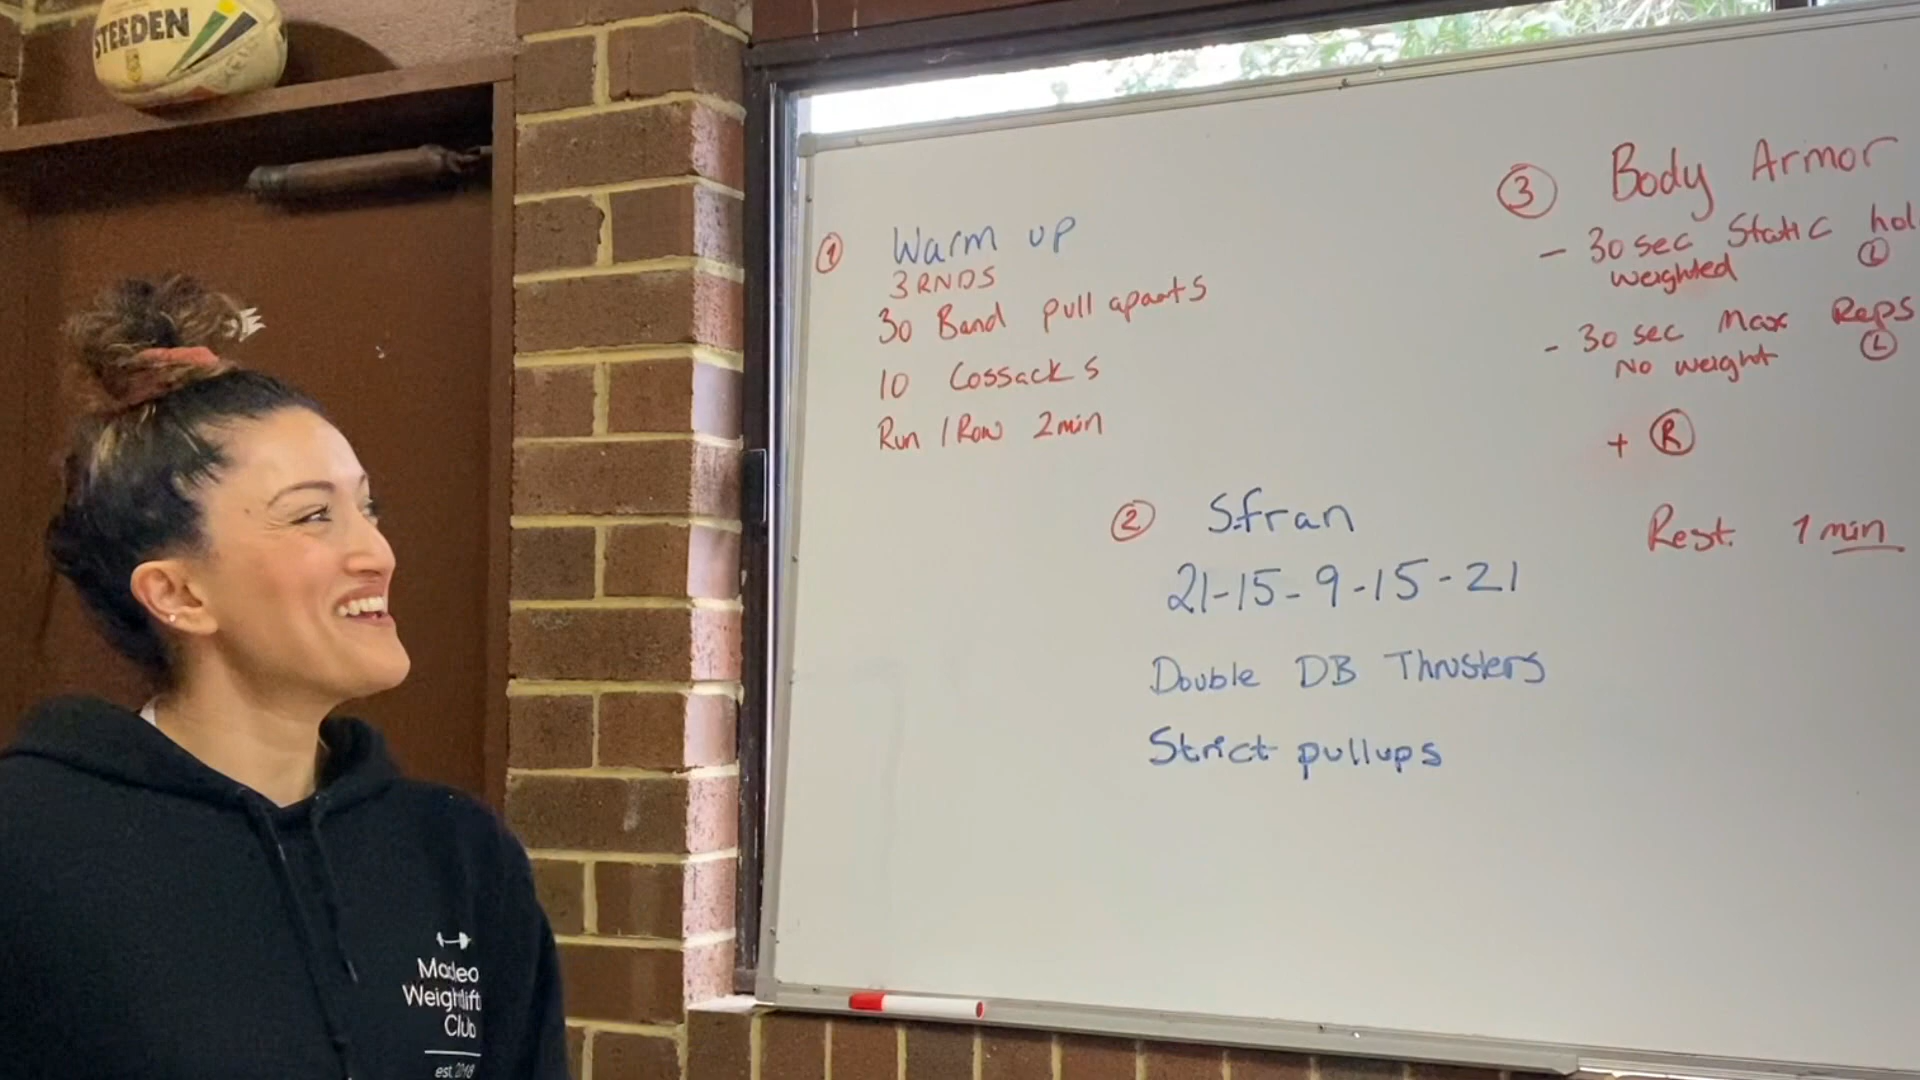 STEEDEN
① Warm up
3 RNDS
30 Band pull aparts
10 Cossacks
Run / Row 2min
② S.fran
21-15-9-15-21
Double DB Thrusters
Strict pullups
③ Body Armor
- 30 sec Static hol
weighted Ⓛ
- 30 sec Max Reps
No weight Ⓛ
+ Ⓡ
Rest. 1 min
Weightlift
Club
est. 2018